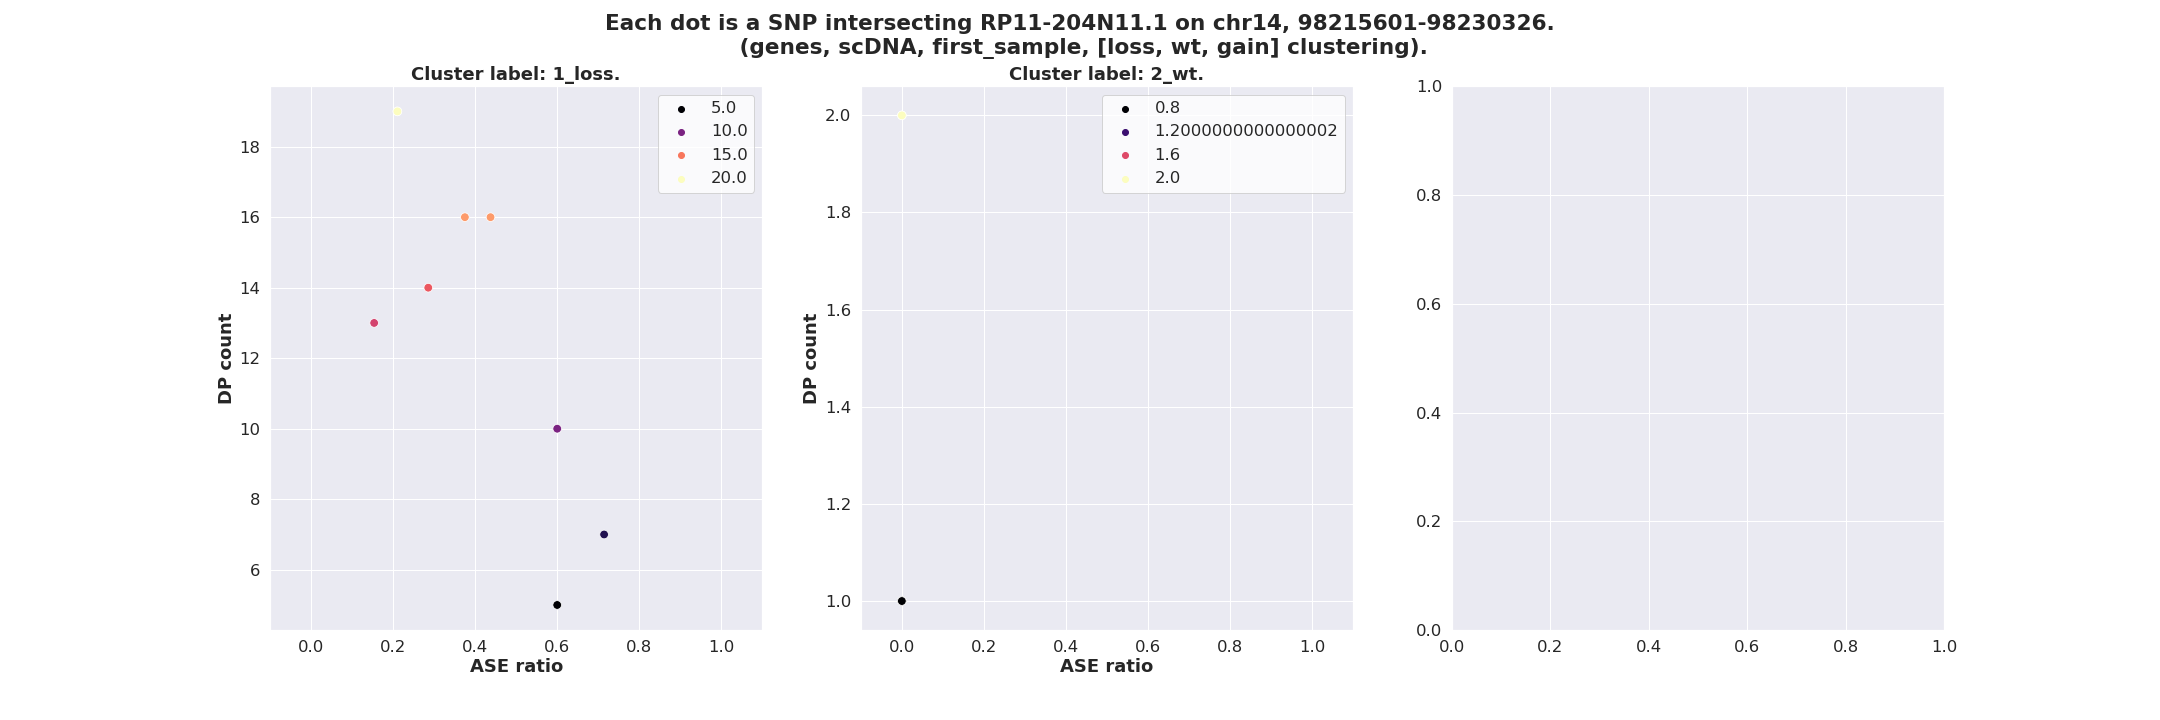 Each dot is a SNP intersecting RP11-204N11.1 on chr14, 98215601-98230326.
(genes, scDNA, first_sample, [loss, wt, gain] clustering).
Cluster label: 1_loss.
5.0
10.0
15.0
20.0
18
16
14
12
10
8
6
DP count
0.0 0.2 0.4 0.6 0.8 1.0
ASE ratio
Cluster label: 2_wt.
0.8
1.2000000000000002
1.6
2.0
2.0
1.8
1.6
1.4
1.2
1.0
DP count
0.0 0.2 0.4 0.6 0.8 1.0
ASE ratio
1.0
0.8
0.6
0.4
0.2
0.0
0.0 0.2 0.4 0.6 0.8 1.0